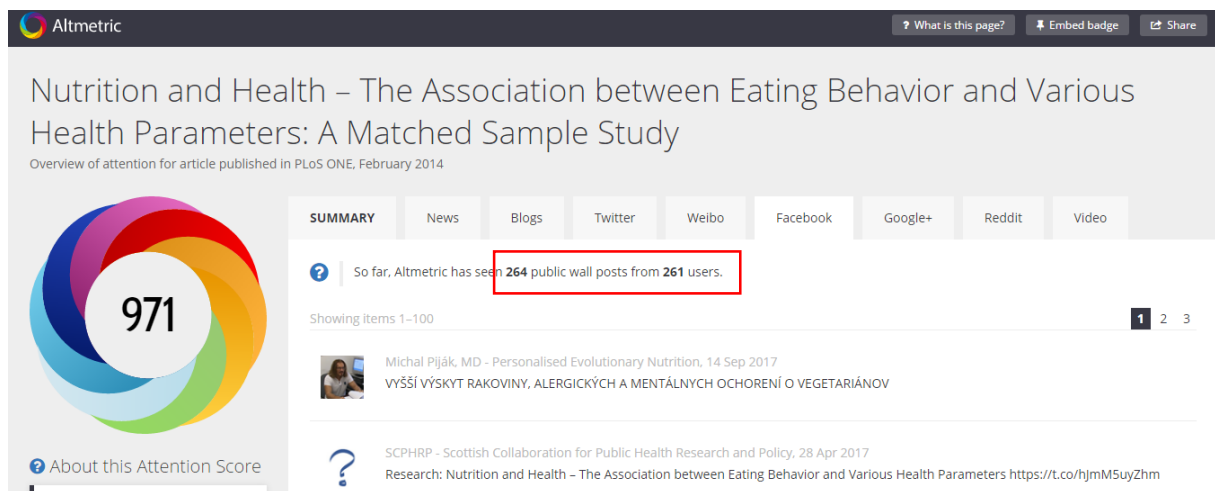 Altmetric
? What is this page?
Embed badge
Share
Nutrition and Health – The Association between Eating Behavior and Various
Health Parameters: A Matched Sample Study
Overview of attention for article published in PLoS ONE, February 2014
SUMMARY News Blogs Twitter Weibo Facebook Google+ Reddit Video
? So far, Altmetric has seen 264 public wall posts from 261 users.
971
Showing items 1–100
1 2 3
Michal Piják, MD - Personalised Evolutionary Nutrition, 14 Sep 2017
VYŠŠÍ VÝSKYT RAKOVINY, ALERGICKÝCH A MENTÁLNYCH OCHORENÍ O VEGETARIÁNOV
? SCPHRP - Scottish Collaboration for Public Health Research and Policy, 28 Apr 2017
Research: Nutrition and Health – The Association between Eating Behavior and Various Health Parameters https://t.co/hJmM5uyZhm
? About this Attention Score